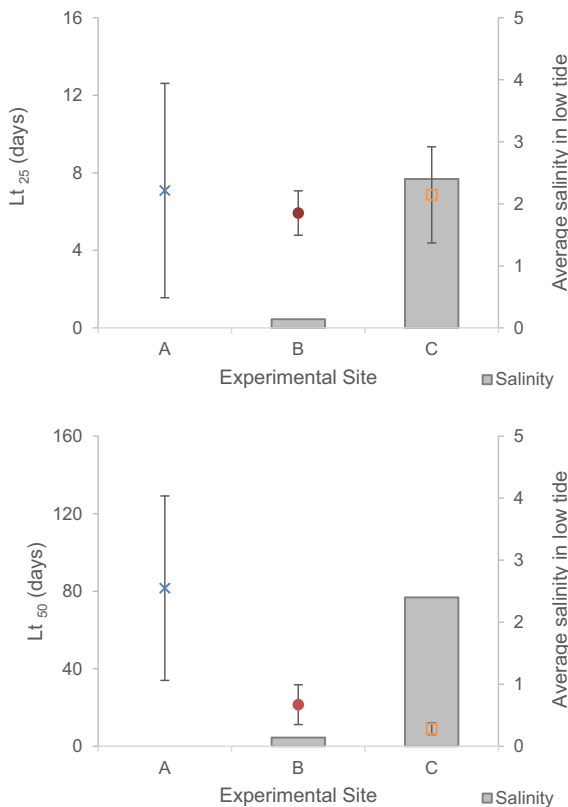 16
12
8
4
0
Lt 25 (days)
5
4
3
2
1
0
Average salinity in low tide
A B C
Experimental Site
Salinity
160
120
80
40
0
Lt 50 (days)
5
4
3
2
1
0
Average salinity in low tide
A B C
Experimental Site
Salinity